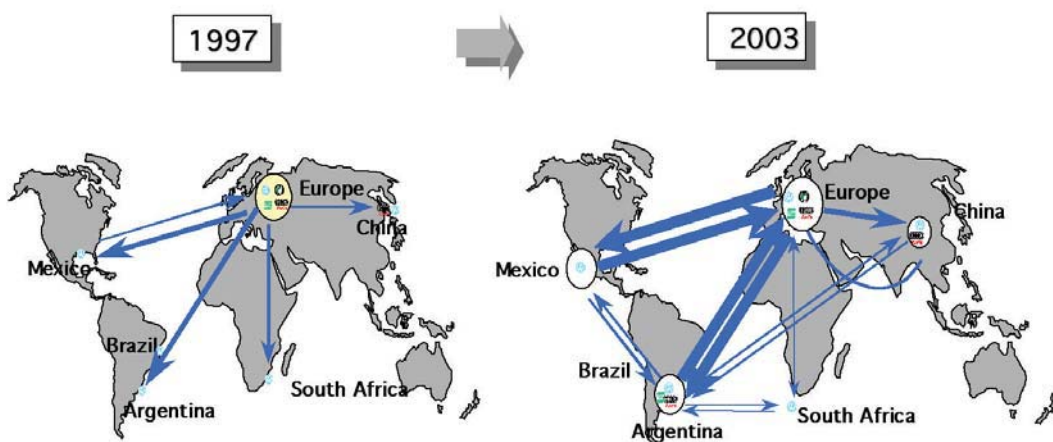 1997
2003
Europe
China
Mexico
Brazil
Argentina
South Africa
Europe
China
Mexico
Brazil
Argentina
South Africa